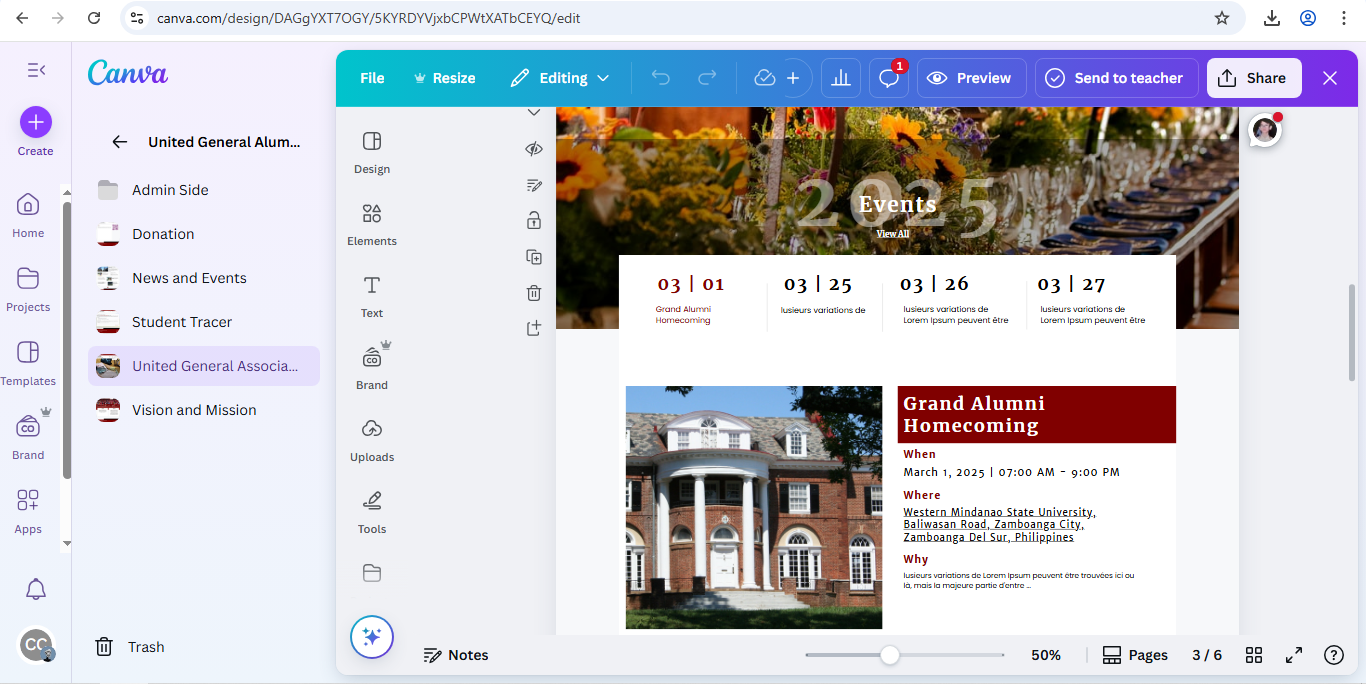 canva.com/design/DAGgYXT7OGY/5KYRDYVjxbCPWtXATbCEYQ/edit
Canva
File
Resize
Editing
1
Preview
Send to teacher
Share
Create
Home
Projects
Templates
Brand
Apps
CC
United General Alum...
Admin Side
Donation
News and Events
Student Tracer
United General Associa...
Vision and Mission
Trash
Design
Elements
Text
Brand
Uploads
Tools
2025
Events
View All
03 | 01
Grand Alumni
Homecoming
03 | 25
Iusieurs variations de
03 | 26
Iusieurs variations de
Lorem Ipsum peuvent être
03 | 27
Iusieurs variations de
Lorem Ipsum peuvent être
Grand Alumni
Homecoming
When
March 1, 2025 | 07:00 AM - 9:00 PM
Where
Western Mindanao State University,
Baliwasan Road, Zamboanga City,
Zamboanga Del Sur, Philippines
Why
Iusieurs variations de Lorem Ipsum peuvent être trouvées ici ou
là, mais la majeure partie d'entre ...
Notes
50%
Pages
3 / 6